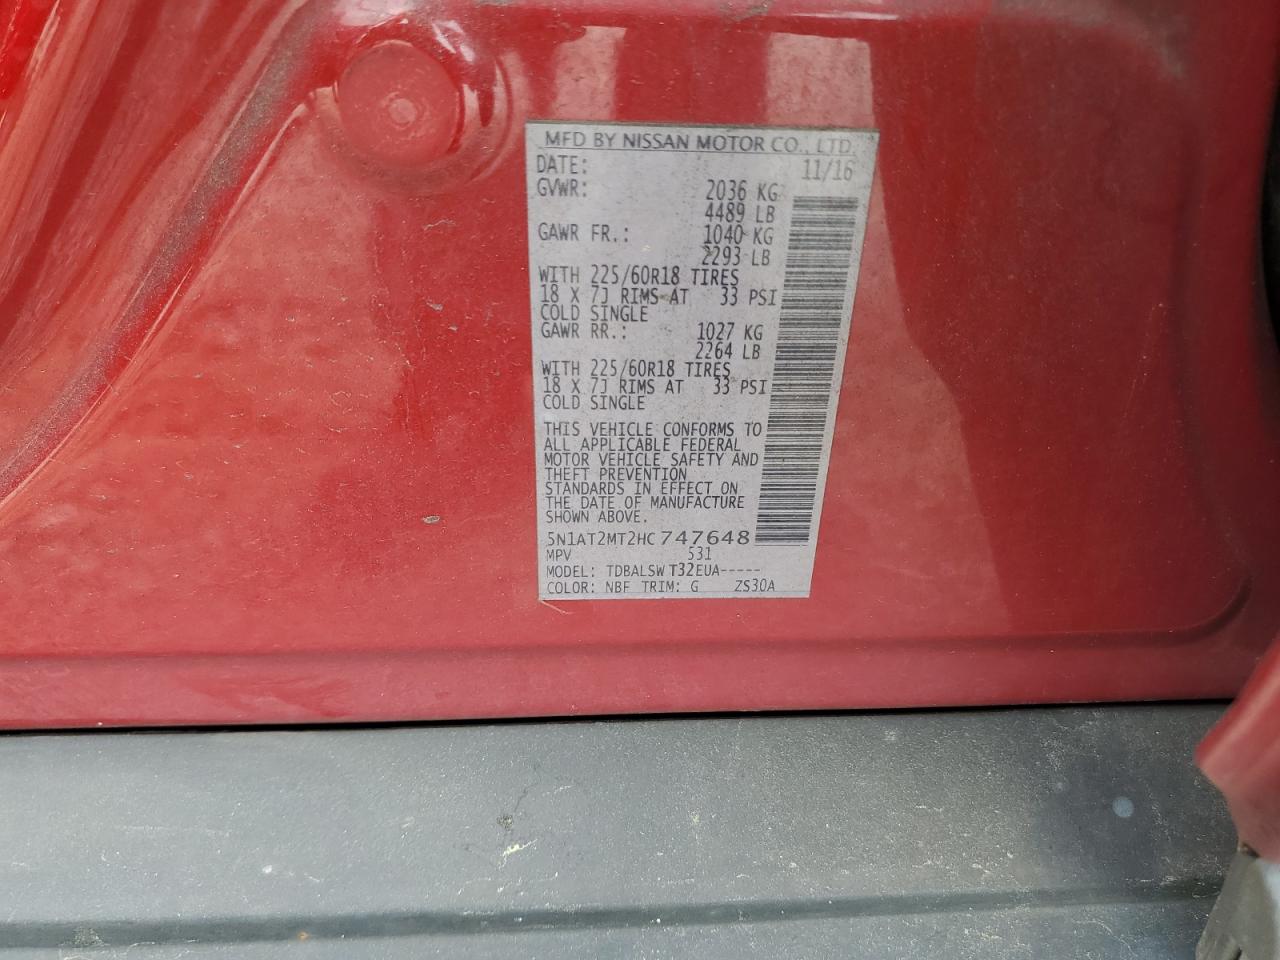 MFD BY NISSAN MOTOR CO., LTD.
DATE: 11/16
GVWR: 2036 KG
4489 LB
GAWR FR.: 1040 KG
2293 LB
WITH 225/60R18 TIRES
18 X 7J RIMS AT 33 PSI
COLD SINGLE
GAWR RR.: 1027 KG
2264 LB
WITH 225/60R18 TIRES
18 X 7J RIMS AT 33 PSI
COLD SINGLE
THIS VEHICLE CONFORMS TO
ALL APPLICABLE FEDERAL
MOTOR VEHICLE SAFETY AND
THEFT PREVENTION
STANDARDS IN EFFECT ON
THE DATE OF MANUFACTURE
SHOWN ABOVE.
5N1AT2MT2HC747648
MPV 531
MODEL: TDBALSW T32EUA-----
COLOR: NBF TRIM: G ZS30A